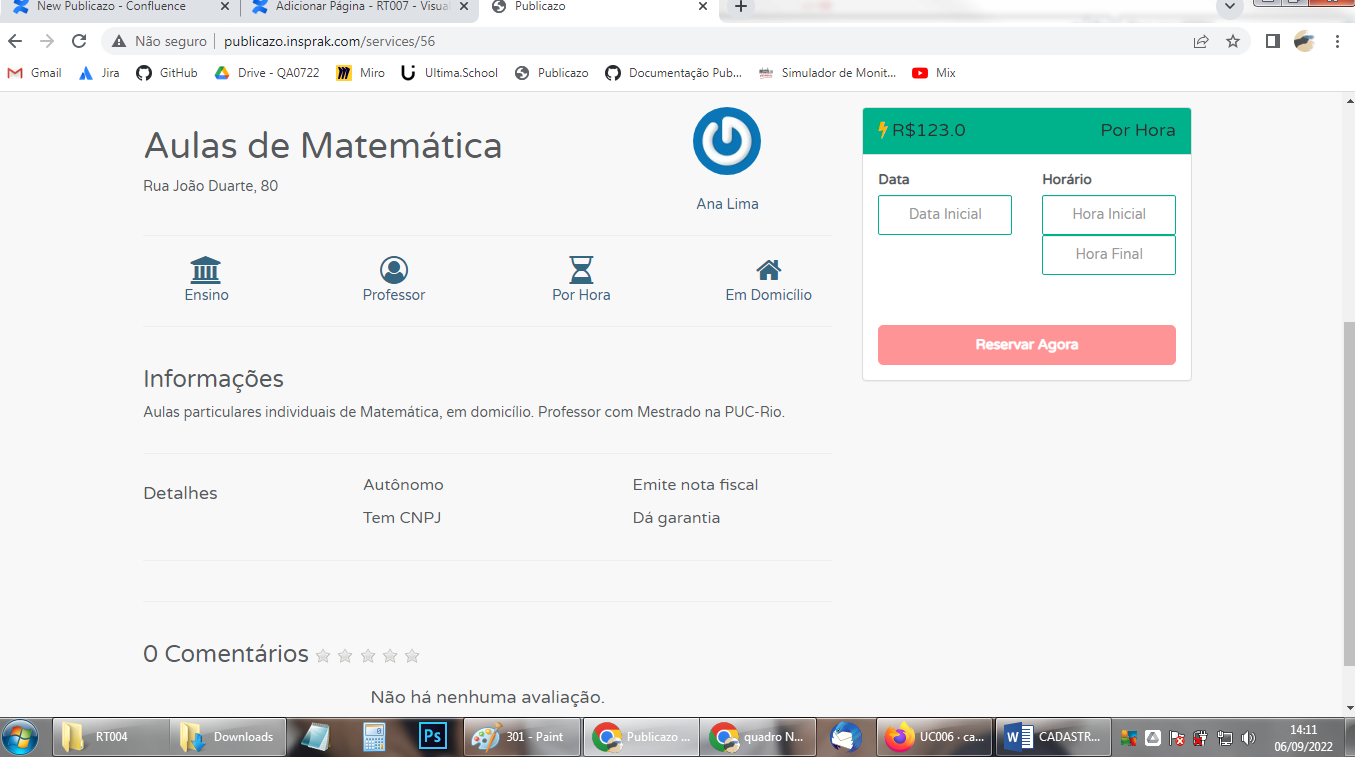 New Publicazo - Confluence
Adicionar Página - RT007 - Visua
Publicazo
Não seguro
publicazo.insprak.com/services/56
Gmail
Jira
GitHub
Drive - QA0722
Miro
Ultima.School
Publicazo
Documentação Pub...
Simulador de Monit...
Mix
Aulas de Matemática
Rua João Duarte, 80
Ana Lima
Ensino
Professor
Por Hora
Em Domicílio
Informações
Aulas particulares individuais de Matemática, em domicílio. Professor com Mestrado na PUC-Rio.
Detalhes
Autônomo
Emite nota fiscal
Tem CNPJ
Dá garantia
0 Comentários
Não há nenhuma avaliação.
R$123.0
Por Hora
Data
Horário
Data Inicial
Hora Inicial
Hora Final
Reservar Agora
RT004
Downloads
Ps
301 - Paint
Publicazo ...
quadro N...
UC006 · ca...
W
CADASTR...
14:11
06/09/2022